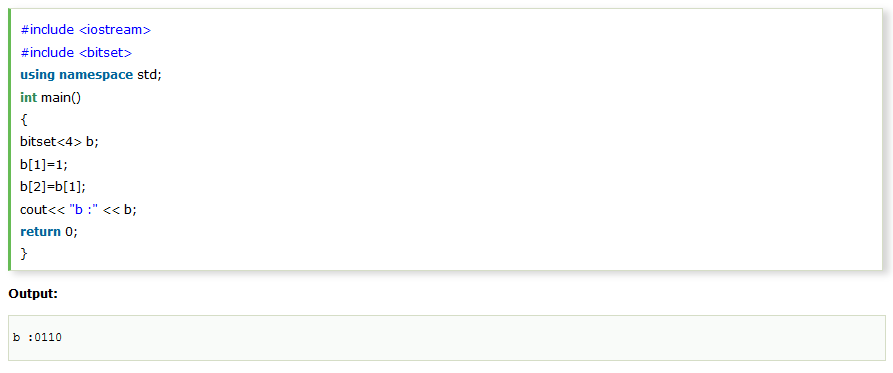 #include <iostream>
#include <bitset>
using namespace std;
int main()
{
bitset<4> b;
b[1]=1;
b[2]=b[1];
cout<< "b :" << b;
return 0;
}
Output:
b :0110